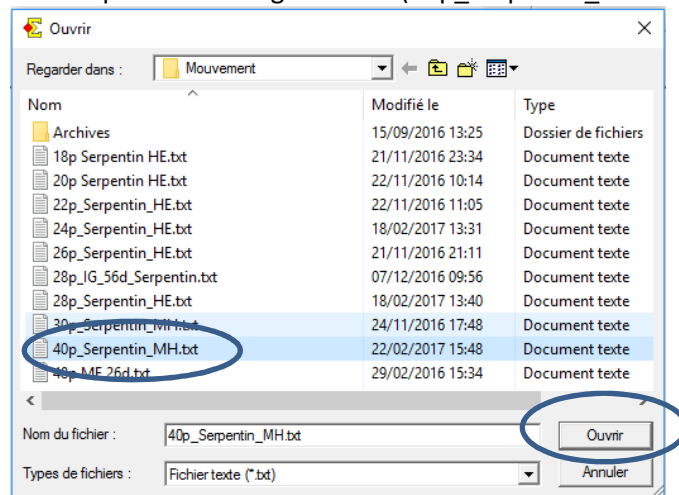 Ouvrir
Regarder dans : Mouvement
Nom Modifié le Type
Archives 15/09/2016 13:25 Dossier de fichiers
18p Serpentin HE.txt 21/11/2016 23:34 Document texte
20p Serpentin HE.txt 22/11/2016 10:14 Document texte
22p_Serpentin_HE.txt 22/11/2016 11:05 Document texte
24p_Serpentin_HE.txt 18/02/2017 13:31 Document texte
26p_Serpentin_HE.txt 21/11/2016 21:11 Document texte
28p_IG_56d_Serpentin.txt 07/12/2016 09:56 Document texte
28p_Serpentin_HE.txt 18/02/2017 13:40 Document texte
30p_Serpentin_MH.txt 24/11/2016 17:48 Document texte
40p_Serpentin_MH.txt 22/02/2017 15:48 Document texte
26d.txt 29/02/2016 15:34 Document texte
Nom du fichier : 40p_Serpentin_MH.txt Ouvrir
Types de fichiers : Fichier texte (*.txt) Annuler